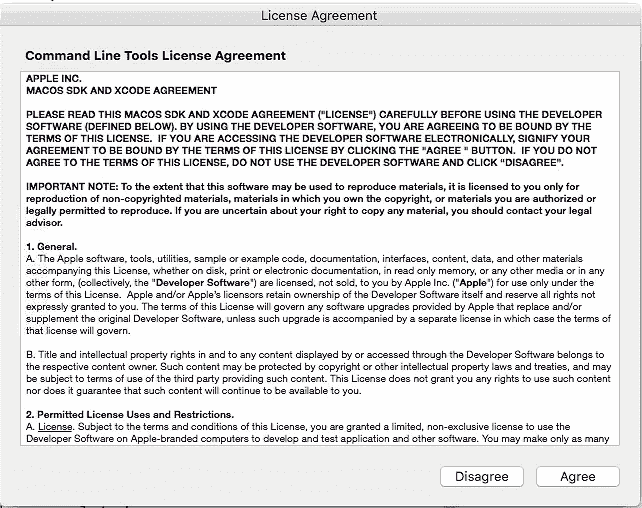 License Agreement
Command Line Tools License Agreement
APPLE INC.
MACOS SDK AND XCODE AGREEMENT
PLEASE READ THIS MACOS SDK AND XCODE AGREEMENT ("LICENSE") CAREFULLY BEFORE USING THE DEVELOPER
SOFTWARE (DEFINED BELOW). BY USING THE DEVELOPER SOFTWARE, YOU ARE AGREEING TO BE BOUND BY THE
TERMS OF THIS LICENSE. IF YOU ARE ACCESSING THE DEVELOPER SOFTWARE ELECTRONICALLY, SIGNIFY YOUR
AGREEMENT TO BE BOUND BY THE TERMS OF THIS LICENSE BY CLICKING THE "AGREE " BUTTON. IF YOU DO NOT
AGREE TO THE TERMS OF THIS LICENSE, DO NOT USE THE DEVELOPER SOFTWARE AND CLICK “DISAGREE”.
IMPORTANT NOTE: To the extent that this software may be used to reproduce materials, it is licensed to you only for
reproduction of non-copyrighted materials, materials in which you own the copyright, or materials you are authorized or
legally permitted to reproduce. If you are uncertain about your right to copy any material, you should contact your legal
advisor.
1. General.
A. The Apple software, tools, utilities, sample or example code, documentation, interfaces, content, data, and other materials
accompanying this License, whether on disk, print or electronic documentation, in read only memory, or any other media or in any
other form, (collectively, the "Developer Software") are licensed, not sold, to you by Apple Inc. ("Apple") for use only under the
terms of this License. Apple and/or Apple's licensors retain ownership of the Developer Software itself and reserve all rights not
expressly granted to you. The terms of this License will govern any software upgrades provided by Apple that replace and/or
supplement the original Developer Software, unless such upgrade is accompanied by a separate license in which case the terms of
that license will govern.
B. Title and intellectual property rights in and to any content displayed by or accessed through the Developer Software belongs to
the respective content owner. Such content may be protected by copyright or other intellectual property laws and treaties, and may
be subject to terms of use of the third party providing such content. This License does not grant you any rights to use such content
nor does it guarantee that such content will continue to be available to you.
2. Permitted License Uses and Restrictions.
A. License. Subject to the terms and conditions of this License, you are granted a limited, non-exclusive license to use the
Developer Software on Apple-branded computers to develop and test application and other software. You may make only as many
Disagree
Agree